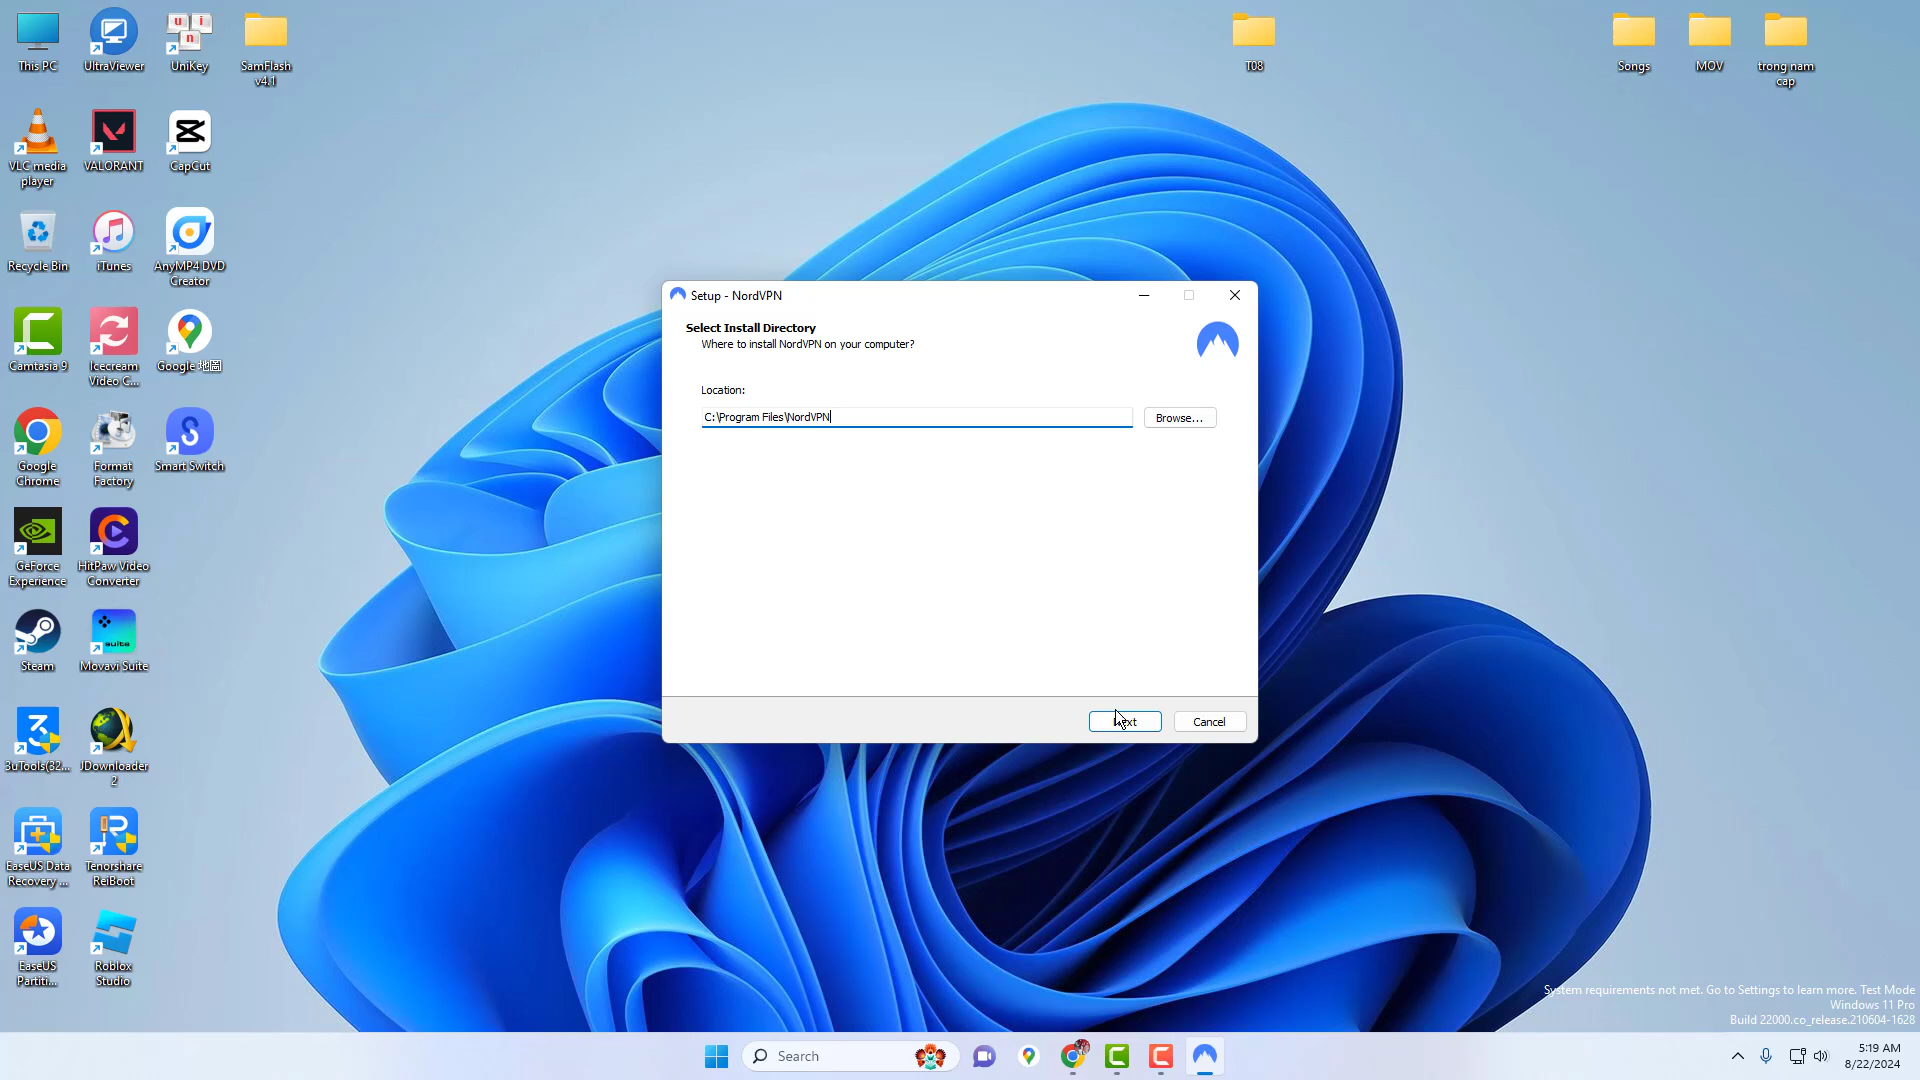 This PC
UltraViewer
UniKey
SamFlash
v4.1
T08
Songs
MOV
trong nam
cap
VLC media
player
VALORANT
CapCut
Recycle Bin
iTunes
AnyMP4 DVD
Creator
Camtasia 9
Icecream
Video C...
Google 地圖
Google
Chrome
Format
Factory
Smart Switch
GeForce
Experience
HitPaw Video
Converter
Steam
Movavi Suite
suite
3uTools(32...
JDownloader
2
EaseUS Data
Recovery ...
Tenorshare
ReiBoot
EaseUS
Partiti...
Roblox
Studio
Setup - NordVPN
Select Install Directory
Where to install NordVPN on your computer?
Location:
C:\Program Files\NordVPN
Browse...
Cancel
System requirements not met. Go to Settings to learn more. Test Mode
Windows 11 Pro
Build 22000.co_release.210604-1628
Search
5:19 AM
8/22/2024